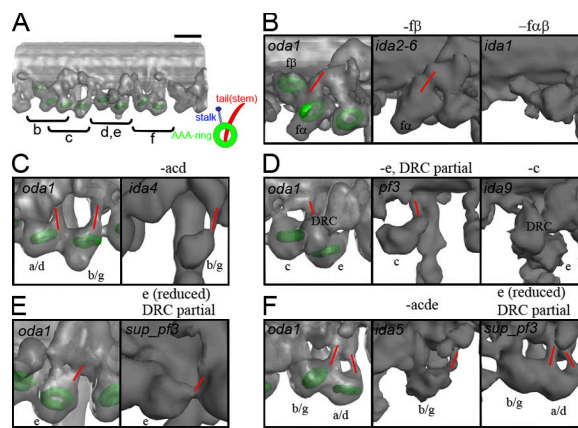 A
b
c
d,e
f
tail(stem)
stalk
AAA-ring
B
-fβ
–fαβ
oda1
ida2-6
ida1
fβ
fα
fα
C
-acd
oda1
ida4
a/d
b/g
b/g
D
-e, DRC partial
-c
oda1
pf3
ida9
DRC
DRC
c
e
c
e
E
e (reduced)
DRC partial
oda1
sup_pf3
e
e
F
-acde
e (reduced)
DRC partial
oda1
ida5
sup_pf3
b/g
a/d
b/g
b/g
a/d